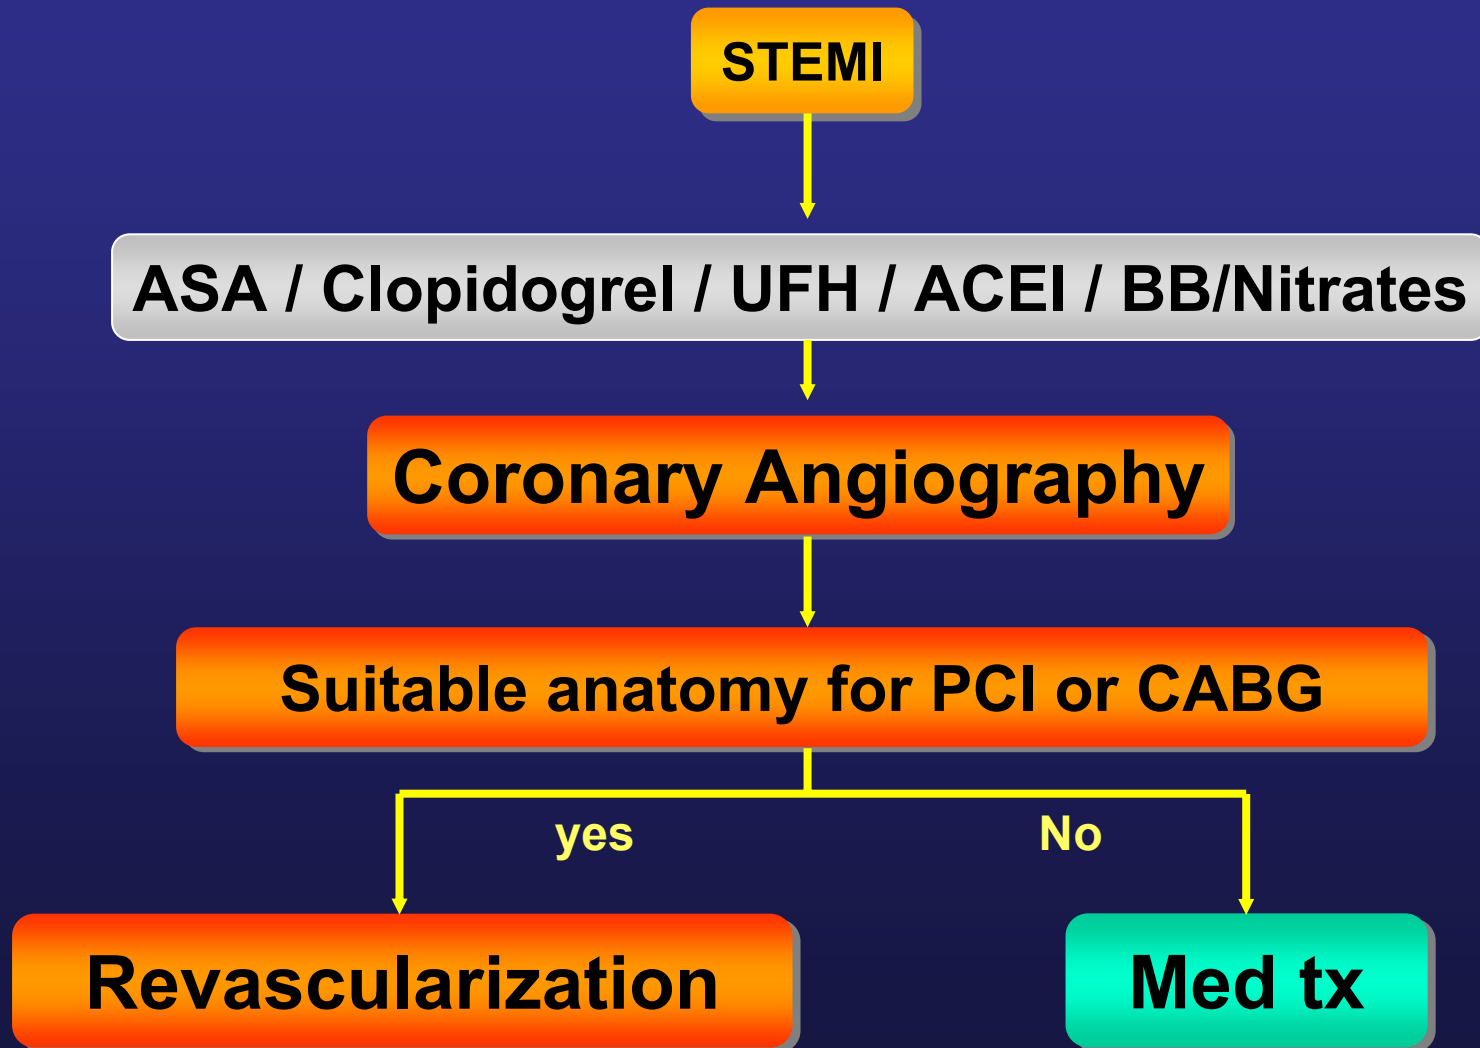 STEMI
ASA / Clopidogrel / UFH / ACEI / BB/Nitrates
Coronary Angiography
Suitable anatomy for PCI or CABG
yes
No
Revascularization
Med tx